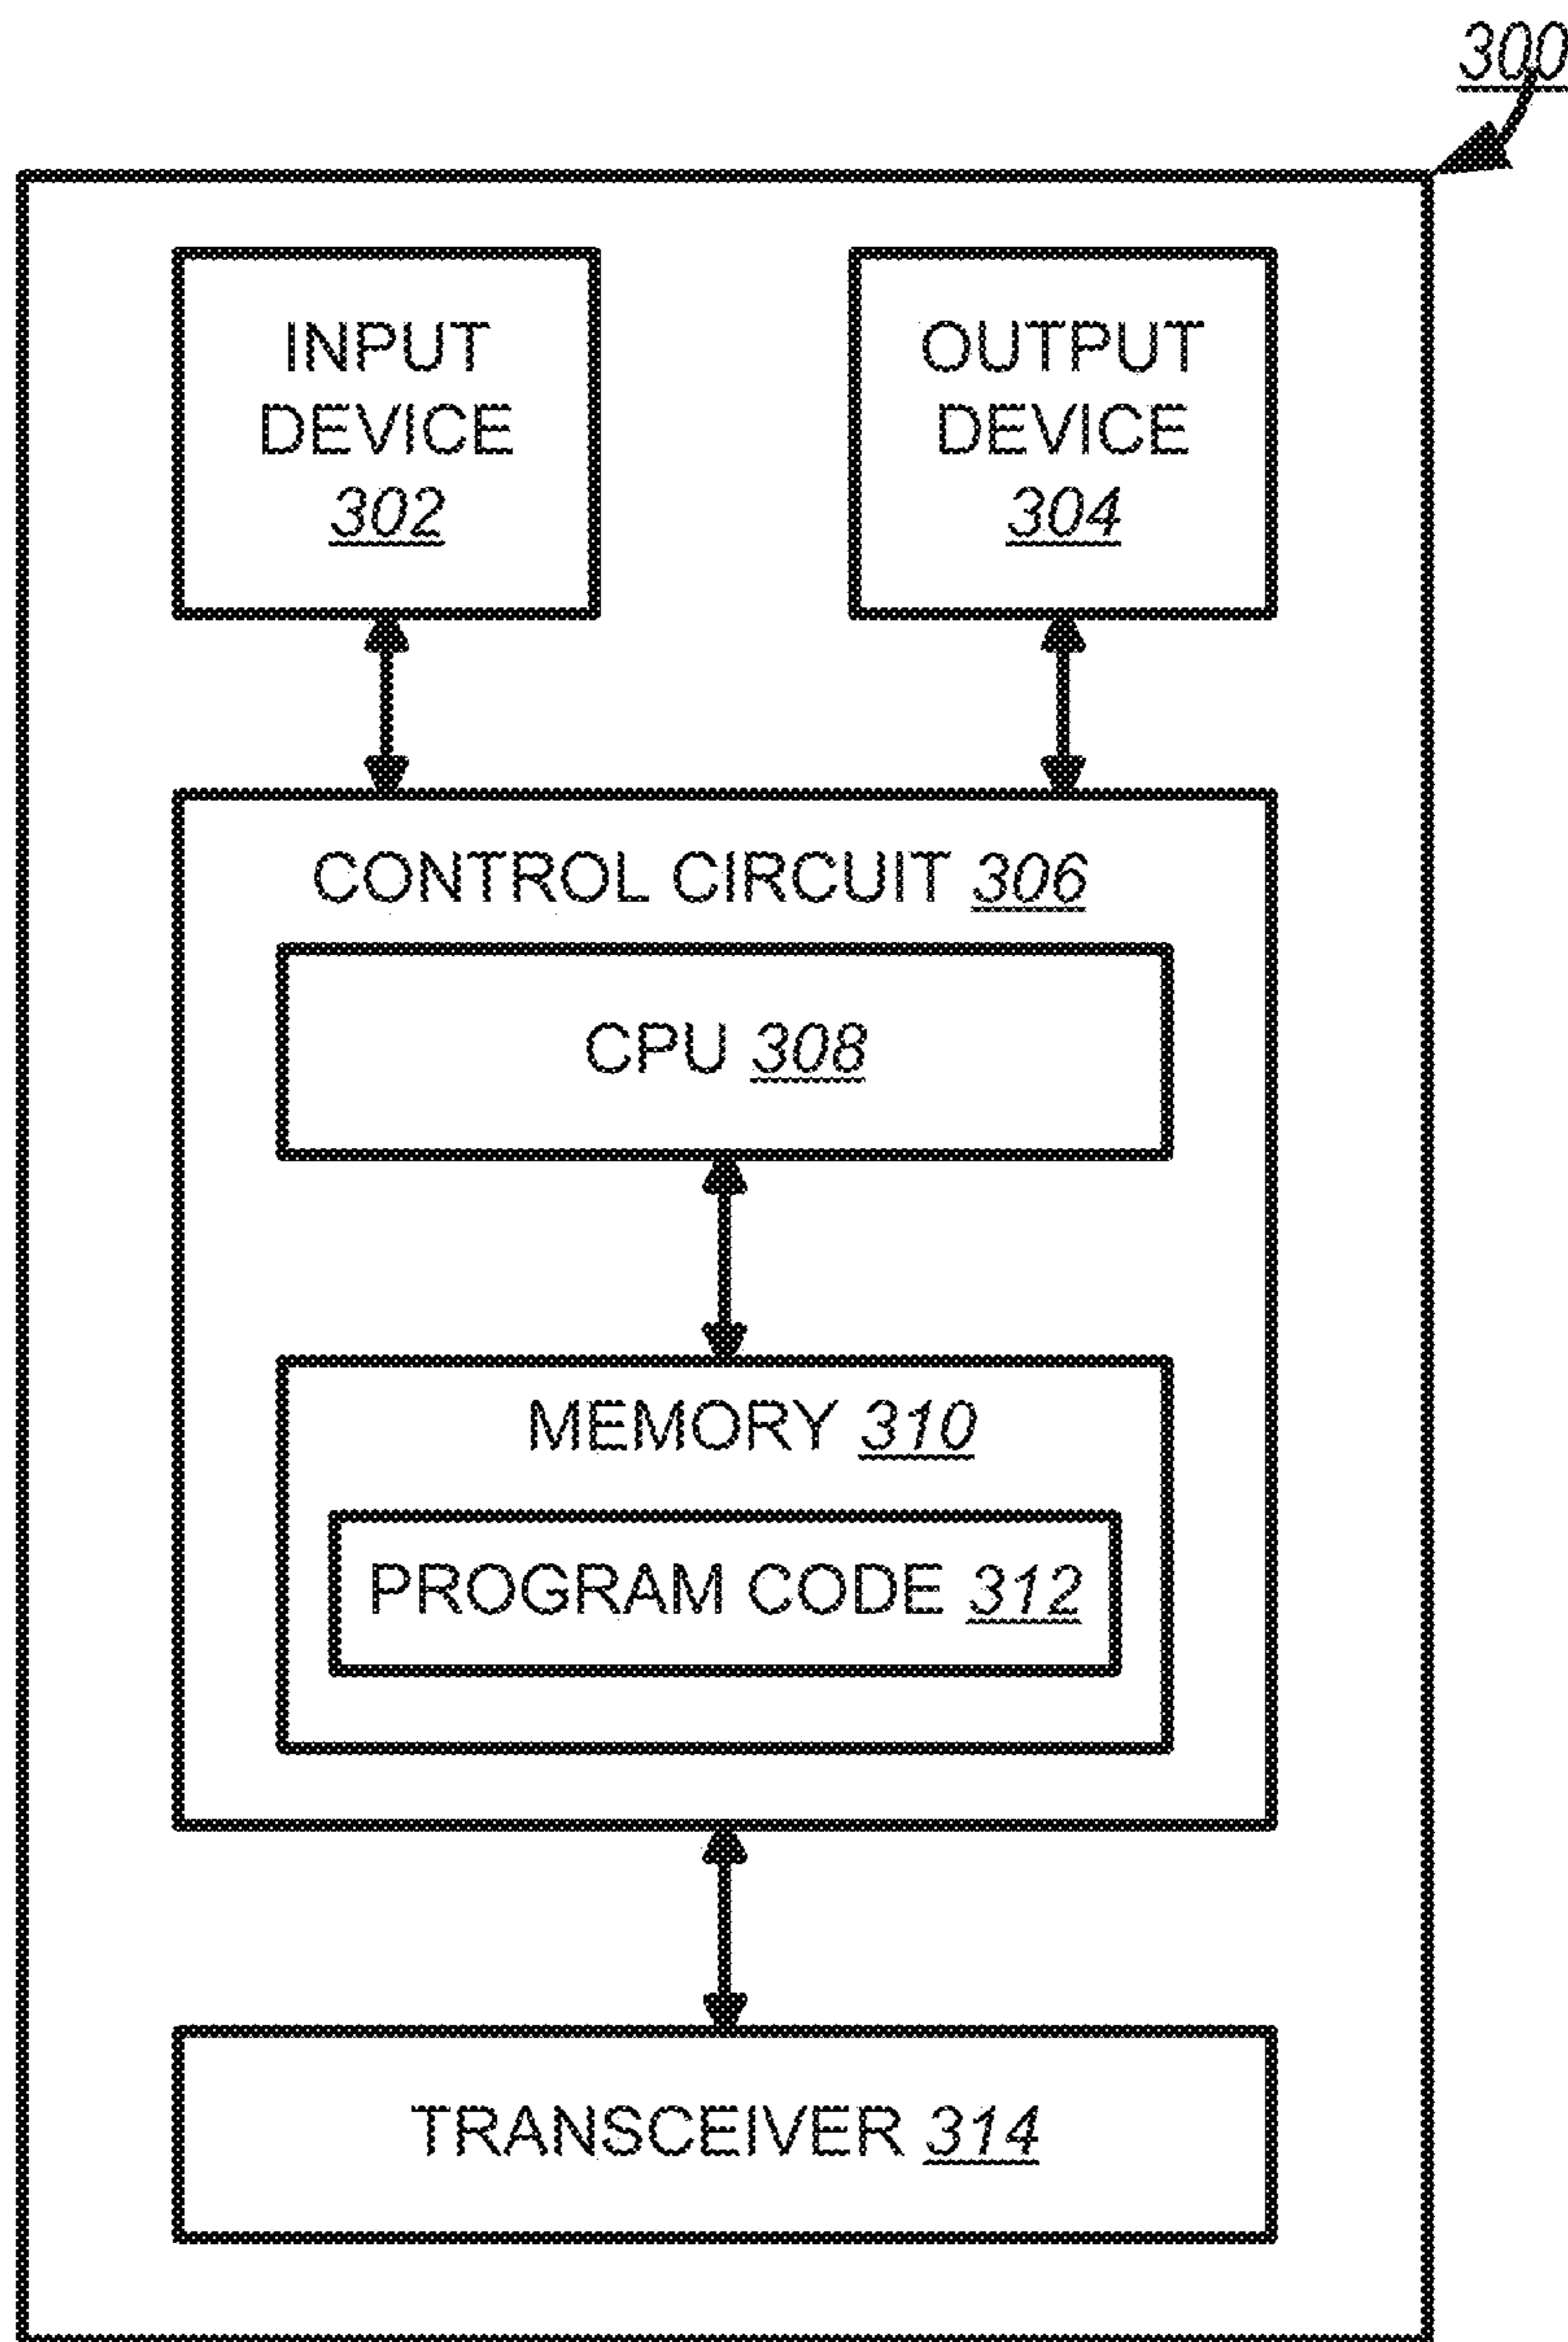 300
INPUT
DEVICE
302
OUTPUT
DEVICE
304
CONTROL CIRCUIT 306
CPU 308
MEMORY 310
PROGRAM CODE 312
TRANSCEIVER 314